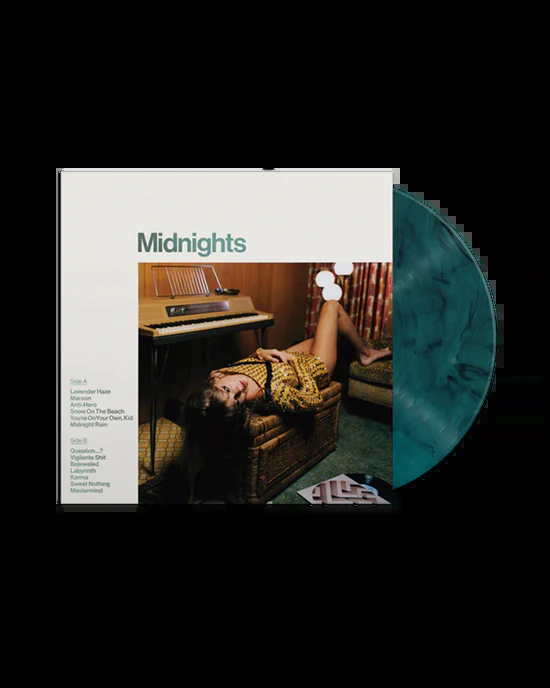 Midnights
Side A
Lavender Haze
Maroon
Anti-Hero
Snow On The Beach
You're On Your Own, Kid
Midnight Rain
Side B
Question...?
Vigilante Shit
Bejeweled
Labyrinth
Karma
Sweet Nothing
Mastermind